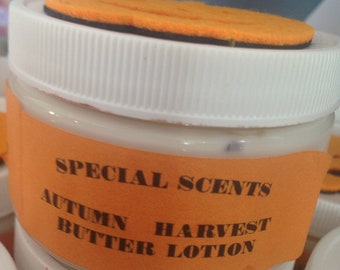 SPECIAL SCENTS
AUTUMN HARVEST
BUTTER LOTION